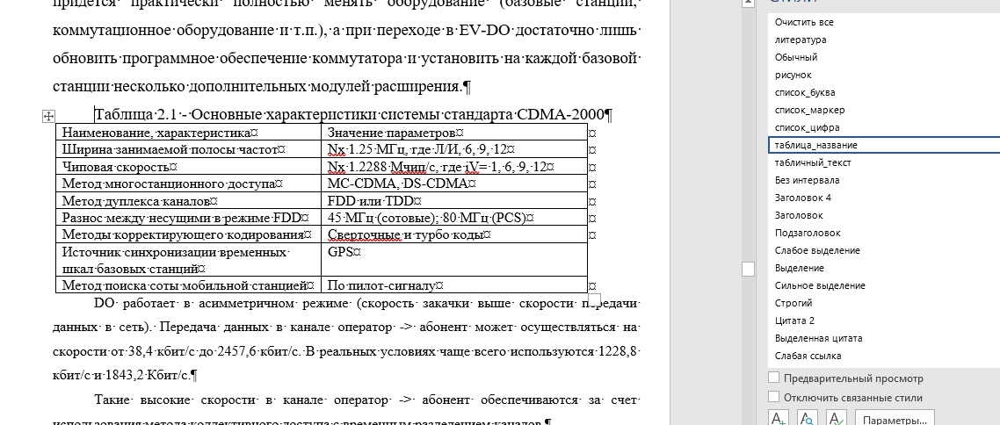 придется практически полностью менять оборудование (базовые станции,
коммутационное оборудование и т.п.), а при переходе в EV-DO достаточно лишь
обновить программное обеспечение коммутатора и установить на каждой базовой
станции несколько дополнительных модулей расширения.¶
Таблица 2.1 - Основные характеристики системы стандарта CDMA-2000¶
Наименование, характеристика¤ Значение параметров¤ ¤
Ширина занимаемой полосы частот¤ Nx 1.25 МГц, где Л/И, 6, 9, 12¤ ¤
Чиповая скорость¤ Nx 1.2288 Мчип/с, где iV= 1, 6, 9, 12¤ ¤
Метод многостанционного доступа¤ MC-CDMA, DS-CDMA¤ ¤
Метод дуплекса каналов¤ FDD или TDD¤ ¤
Разнос между несущими в режиме FDD¤ 45 МГц (сотовые); 80 МГц (PCS)¤ ¤
Методы корректирующего кодирования¤ Сверточные и турбо коды¤ ¤
Источник синхронизации временных GPS¤ ¤
шкал базовых станций¤
Метод поиска соты мобильной станцией¤ По пилот-сигналу¤ ¤
DO работает в асимметричном режиме (скорость закачки выше скорости передачи
данных в сеть). Передача данных в канале оператор -> абонент может осуществляться на
скорости от 38,4 кбит/с до 2457,6 кбит/с. В реальных условиях чаще всего используются 1228,8
кбит/с и 1843,2 Кбит/с.¶
Такие высокие скорости в канале оператор -> абонент обеспечиваются за счет
использования метода коллективного доступа с временным разделением каналов.¶
Стили
Очистить все
литература
Обычный
рисунок
список_буква
список_маркер
список_цифра
таблица_название
табличный_текст
Без интервала
Заголовок 4
Заголовок
Подзаголовок
Слабое выделение
Выделение
Сильное выделение
Строгий
Цитата 2
Выделенная цитата
Слабая ссылка
Предварительный просмотр
Отключить связанные стили
Параметры...